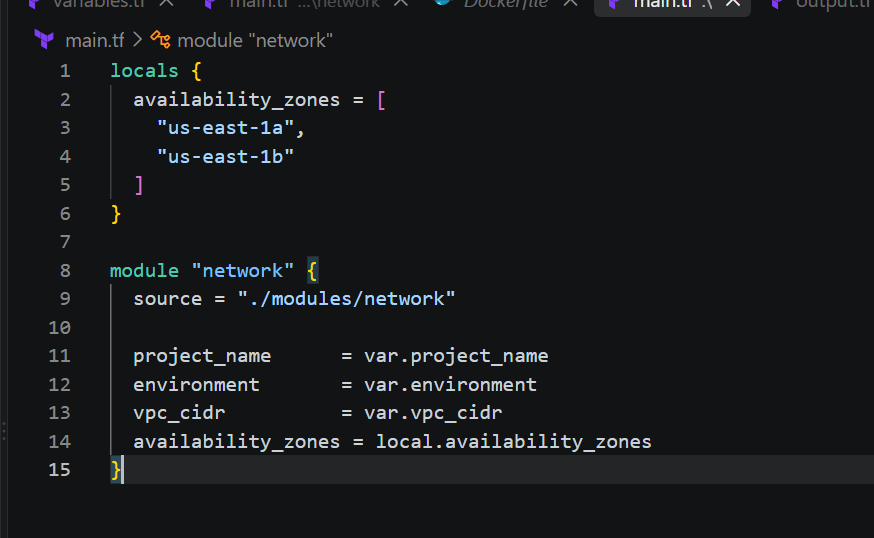 variables.tf main.tf ...\network Dockerfile main.tf .\ output.tf
main.tf > module "network"
1 locals {
2 availability_zones = [
3 "us-east-1a",
4 "us-east-1b"
5 ]
6 }
7
8 module "network" {
9 source = "./modules/network"
10
11 project_name = var.project_name
12 environment = var.environment
13 vpc_cidr = var.vpc_cidr
14 availability_zones = local.availability_zones
15 }